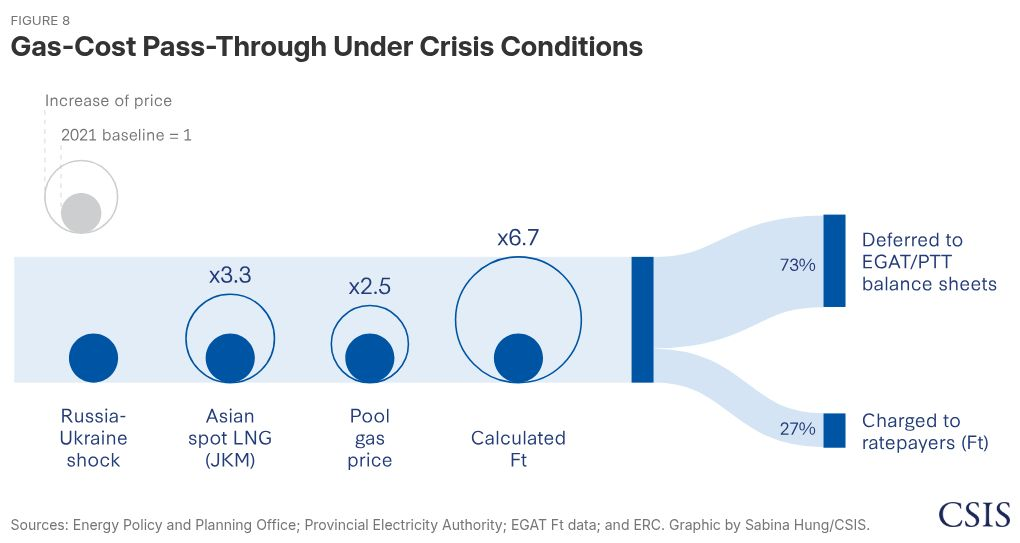 FIGURE 8
Gas-Cost Pass-Through Under Crisis Conditions
Increase of price
2021 baseline = 1
x3.3
x2.5
x6.7
Russia-
Ukraine
shock
Asian
spot LNG
(JKM)
Pool
gas
price
Calculated
Ft
73%
Deferred to
EGAT/PTT
balance sheets
27%
Charged to
ratepayers (Ft)
Sources: Energy Policy and Planning Office; Provincial Electricity Authority; EGAT Ft data; and ERC. Graphic by Sabina Hung/CSIS.
CSIS